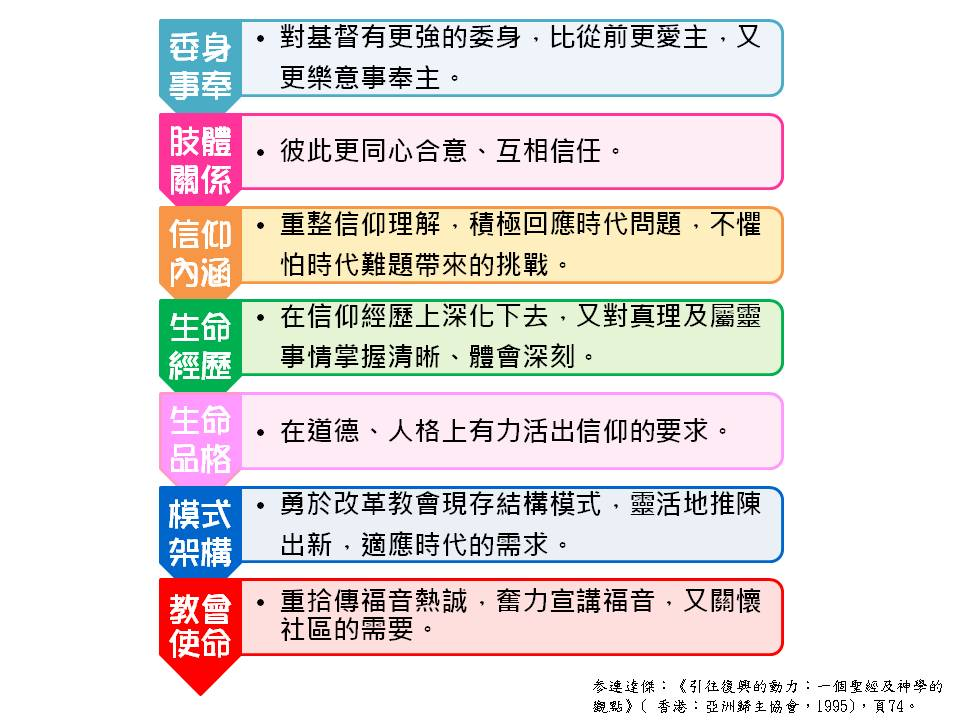 委身
事奉
• 對基督有更強的委身，比從前更愛主，又
更樂意事奉主。
肢體
關係
• 彼此更同心合意、互相信任。
信仰
內涵
• 重整信仰理解，積極回應時代問題，不懼
怕時代難題帶來的挑戰。
生命
經歷
• 在信仰經歷上深化下去，又對真理及屬靈
事情掌握清晰、體會深刻。
生命
品格
• 在道德、人格上有力活出信仰的要求。
模式
架構
• 勇於改革教會現存結構模式，靈活地推陳
出新，適應時代的需求。
教會
使命
• 重拾傳福音熱誠，奮力宣講福音，又關懷
社區的需要。
參連達傑：《引往復興的動力：一個聖經及神學的
觀點》( 香港：亞洲歸主協會，1995)，頁74。